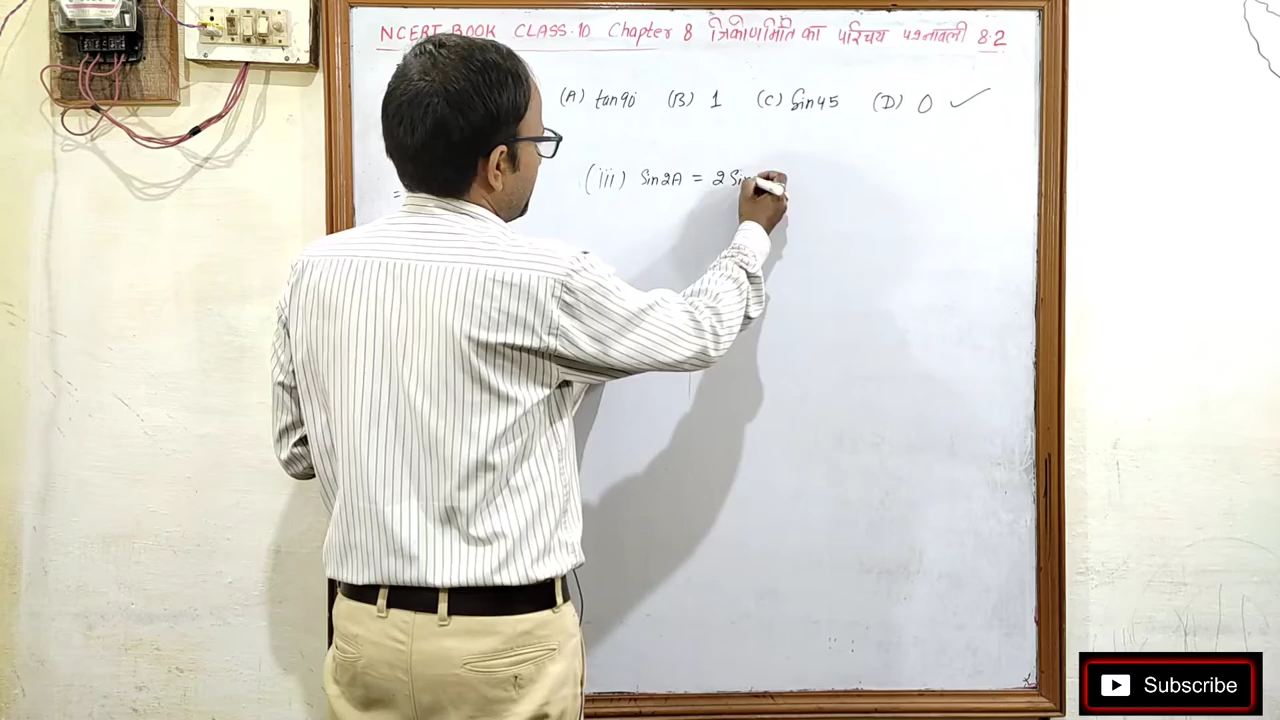 NCERT BOOK CLASS-10 Chapter 8 त्रिकोणमिति का परिचय प्रश्नावली 8.2
(A) tan90 (B) 1 (C) Sin45 (D) 0 ✓
(iii) Sin2A = 2 Sin
=
Subscribe